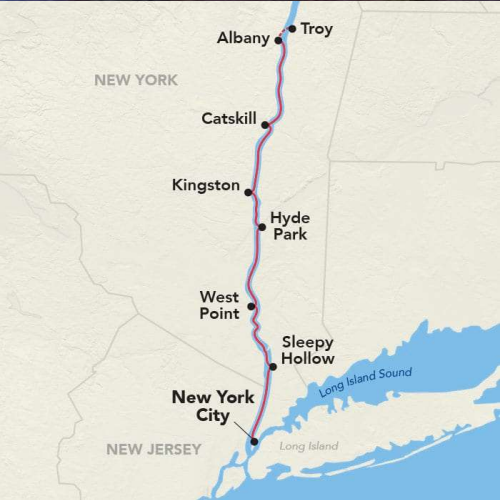 Troy
Albany
NEW YORK
Catskill
Kingston
Hyde
Park
West
Point
Sleepy
Hollow
Long Island Sound
New York
City
Long Island
NEW JERSEY